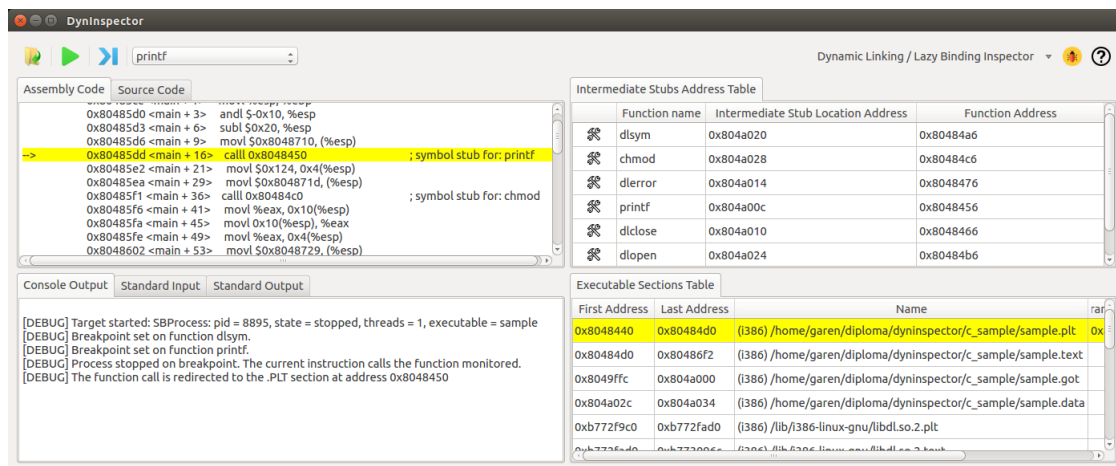 DynInspector
printf
Dynamic Linking / Lazy Binding Inspector
Assembly Code Source Code
0x80485d0 <main + 3> andl $-0x10, %esp
0x80485d3 <main + 6> subl $0x20, %esp
0x80485d6 <main + 9> movl $0x8048710, (%esp)
--> 0x80485dd <main + 16> calll 0x8048450 ; symbol stub for: printf
0x80485e2 <main + 21> movl $0x124, 0x4(%esp)
0x80485ea <main + 29> movl $0x804871d, (%esp)
0x80485f1 <main + 36> calll 0x80484c0 ; symbol stub for: chmod
0x80485f6 <main + 41> movl %eax, 0x10(%esp)
0x80485fa <main + 45> movl 0x10(%esp), %eax
0x80485fe <main + 49> movl %eax, 0x4(%esp)
0x8048602 <main + 53> movl $0x8048729, (%esp)
Intermediate Stubs Address Table
Function name Intermediate Stub Location Address Function Address
dlsym 0x804a020 0x80484a6
chmod 0x804a028 0x80484c6
dlerror 0x804a014 0x8048476
printf 0x804a00c 0x8048456
dlclose 0x804a010 0x8048466
dlopen 0x804a024 0x80484b6
Console Output Standard Input Standard Output
[DEBUG] Target started: SBProcess: pid = 8895, state = stopped, threads = 1, executable = sample
[DEBUG] Breakpoint set on function dlsym.
[DEBUG] Breakpoint set on function printf.
[DEBUG] Process stopped on breakpoint. The current instruction calls the function monitored.
[DEBUG] The function call is redirected to the .PLT section at address 0x8048450
Executable Sections Table
First Address Last Address Name
0x8048440 0x80484d0 (i386) /home/garen/diploma/dyninspector/c_sample/sample.plt 0x
0x80484d0 0x80486f2 (i386) /home/garen/diploma/dyninspector/c_sample/sample.text
0x8049ffc 0x804a000 (i386) /home/garen/diploma/dyninspector/c_sample/sample.got
0x804a02c 0x804a034 (i386) /home/garen/diploma/dyninspector/c_sample/sample.data
0xb772f9c0 0xb772fad0 (i386) /lib/i386-linux-gnu/libdl.so.2.plt